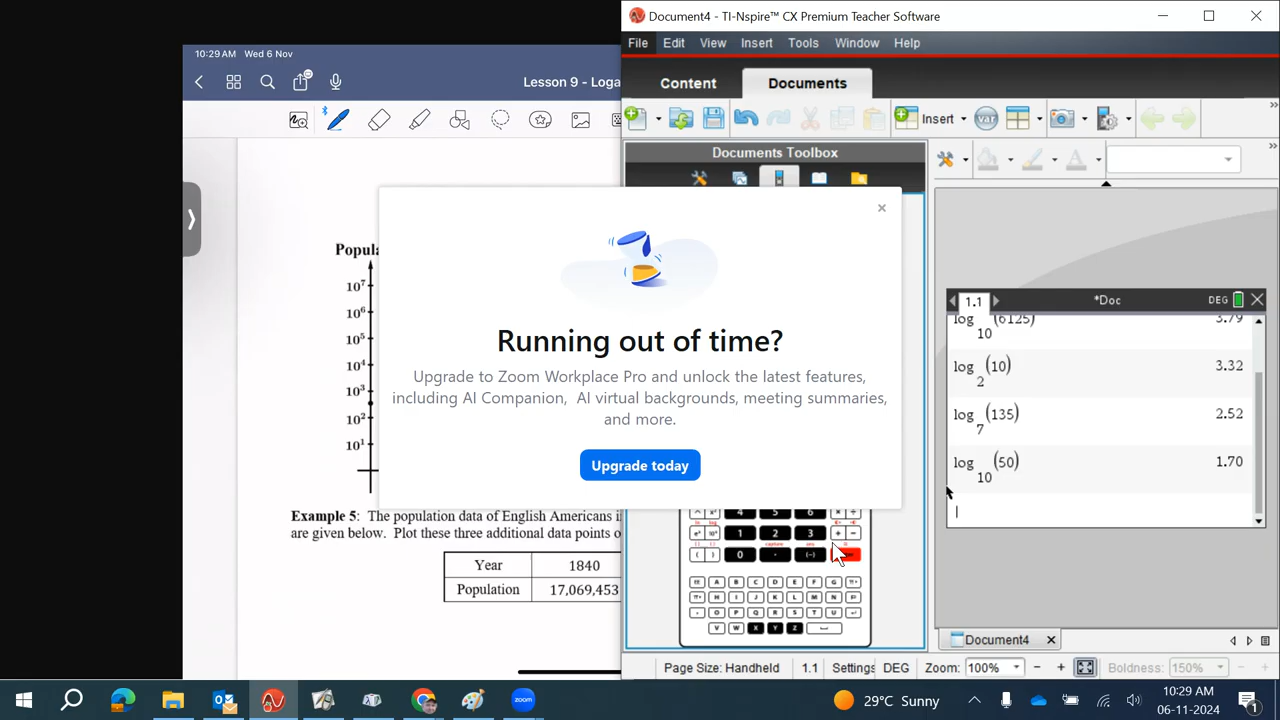 Document4 - TI-Nspire™ CX Premium Teacher Software
10:29 AM Wed 6 Nov
File Edit View Insert Tools Window Help
Lesson 9 - Loga
Content Documents
Insert
VAR
Documents Toolbox
Popula
10⁷
10⁶
10⁵
10⁴
10³
10²
10¹
Running out of time?
Upgrade to Zoom Workplace Pro and unlock the latest features,
including AI Companion, AI virtual backgrounds, meeting summaries,
and more.
Upgrade today
1.1 *Doc DEG
log₁₀(6125) 3.79
log₂(10) 3.32
log₇(135) 2.52
log₁₀(50) 1.70
Example 5: The population data of English Americans i
are given below. Plot these three additional data points o
Year 1840
Population 17,069,453
4 5 6
1 2 3 + −
0 . (−)
A B C D E F G
H I J K L M N
O P Q R S T U
V W X Y Z
Document4
Page Size: Handheld 1.1 Settings DEG Zoom: 100% − + Boldness: 150% − +
zoom
29°C Sunny
10:29 AM
06-11-2024
1